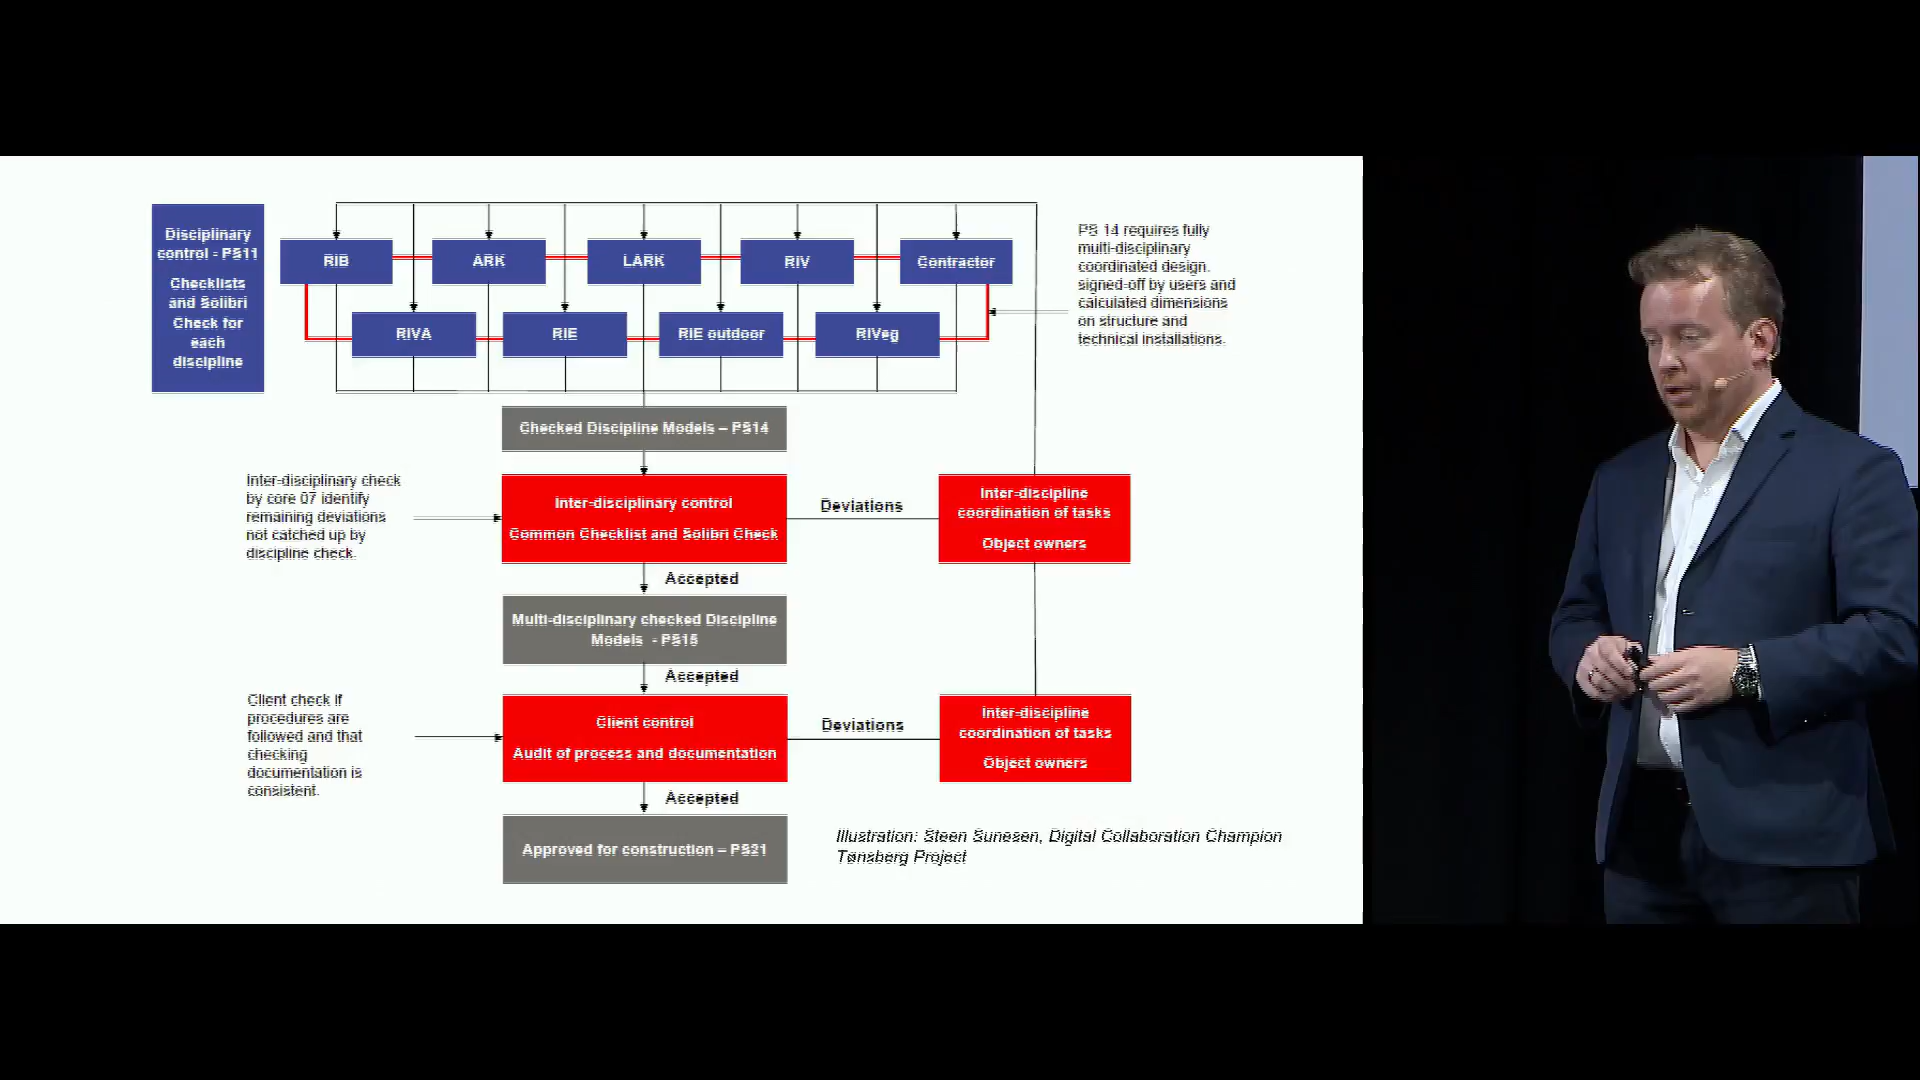 Disciplinary
control - PS11
Checklists
and Solibri
Check for
each
discipline
RIB
ARK
LARK
RIV
Contractor
RIVA
RIE
RIE outdoor
RIVeg
PS 14 requires fully
multi-disciplinary
coordinated design.
signed-off by users and
calculated dimensions
on structure and
technical installations.
Checked Discipline Models – PS14
Inter-disciplinary check
by core 07 identify
remaining deviations
not catched up by
discipline check.
Inter-disciplinary control
Common Checklist and Solibri Check
Deviations
Inter-discipline
coordination of tasks
Object owners
Accepted
Multi-disciplinary checked Discipline
Models - PS15
Accepted
Client check if
procedures are
followed and that
checking
documentation is
consistent.
Client control
Audit of process and documentation
Deviations
Inter-discipline
coordination of tasks
Object owners
Accepted
Approved for construction – PS21
Illustration: Steen Sunesen, Digital Collaboration Champion
Tønsberg Project